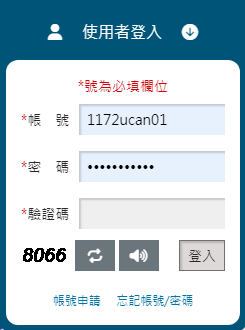 使用者登入
*號為必填欄位
*帳 號 1172ucan01
*密 碼 •••••••••••
*驗證碼
8066 登入
帳號申請 忘記帳號/密碼